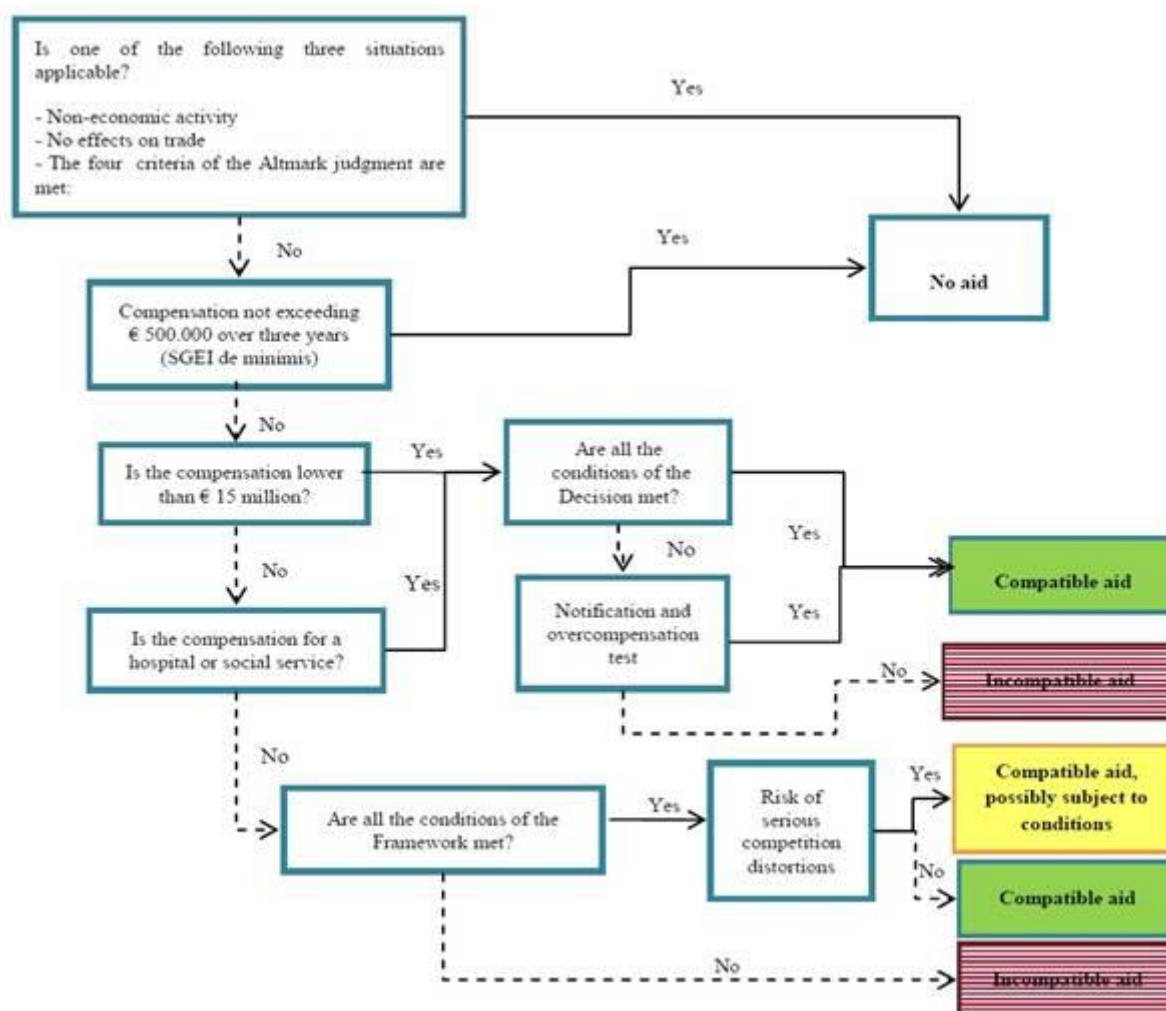 Is one of the following three situations
applicable?
- Non-economic activity
- No effects on trade
- The four criteria of the Altmark judgment are
met:
Yes
No
Yes
No aid
Compensation not exceeding
€ 500.000 over three years
(SGEI de minimis)
No
Is the compensation lower
than € 15 million?
Yes
Are all the
conditions of the
Decision met?
Yes
No
No
Yes
Compatible aid
Is the compensation for a
hospital or social service?
Notification and
overcompensation
test
Yes
No
Incompatible aid
No
Are all the conditions of the
Framework met?
Yes
Risk of
serious
competition
distortions
Yes
Compatible aid,
possibly subject to
conditions
No
Compatible aid
No
Incompatible aid